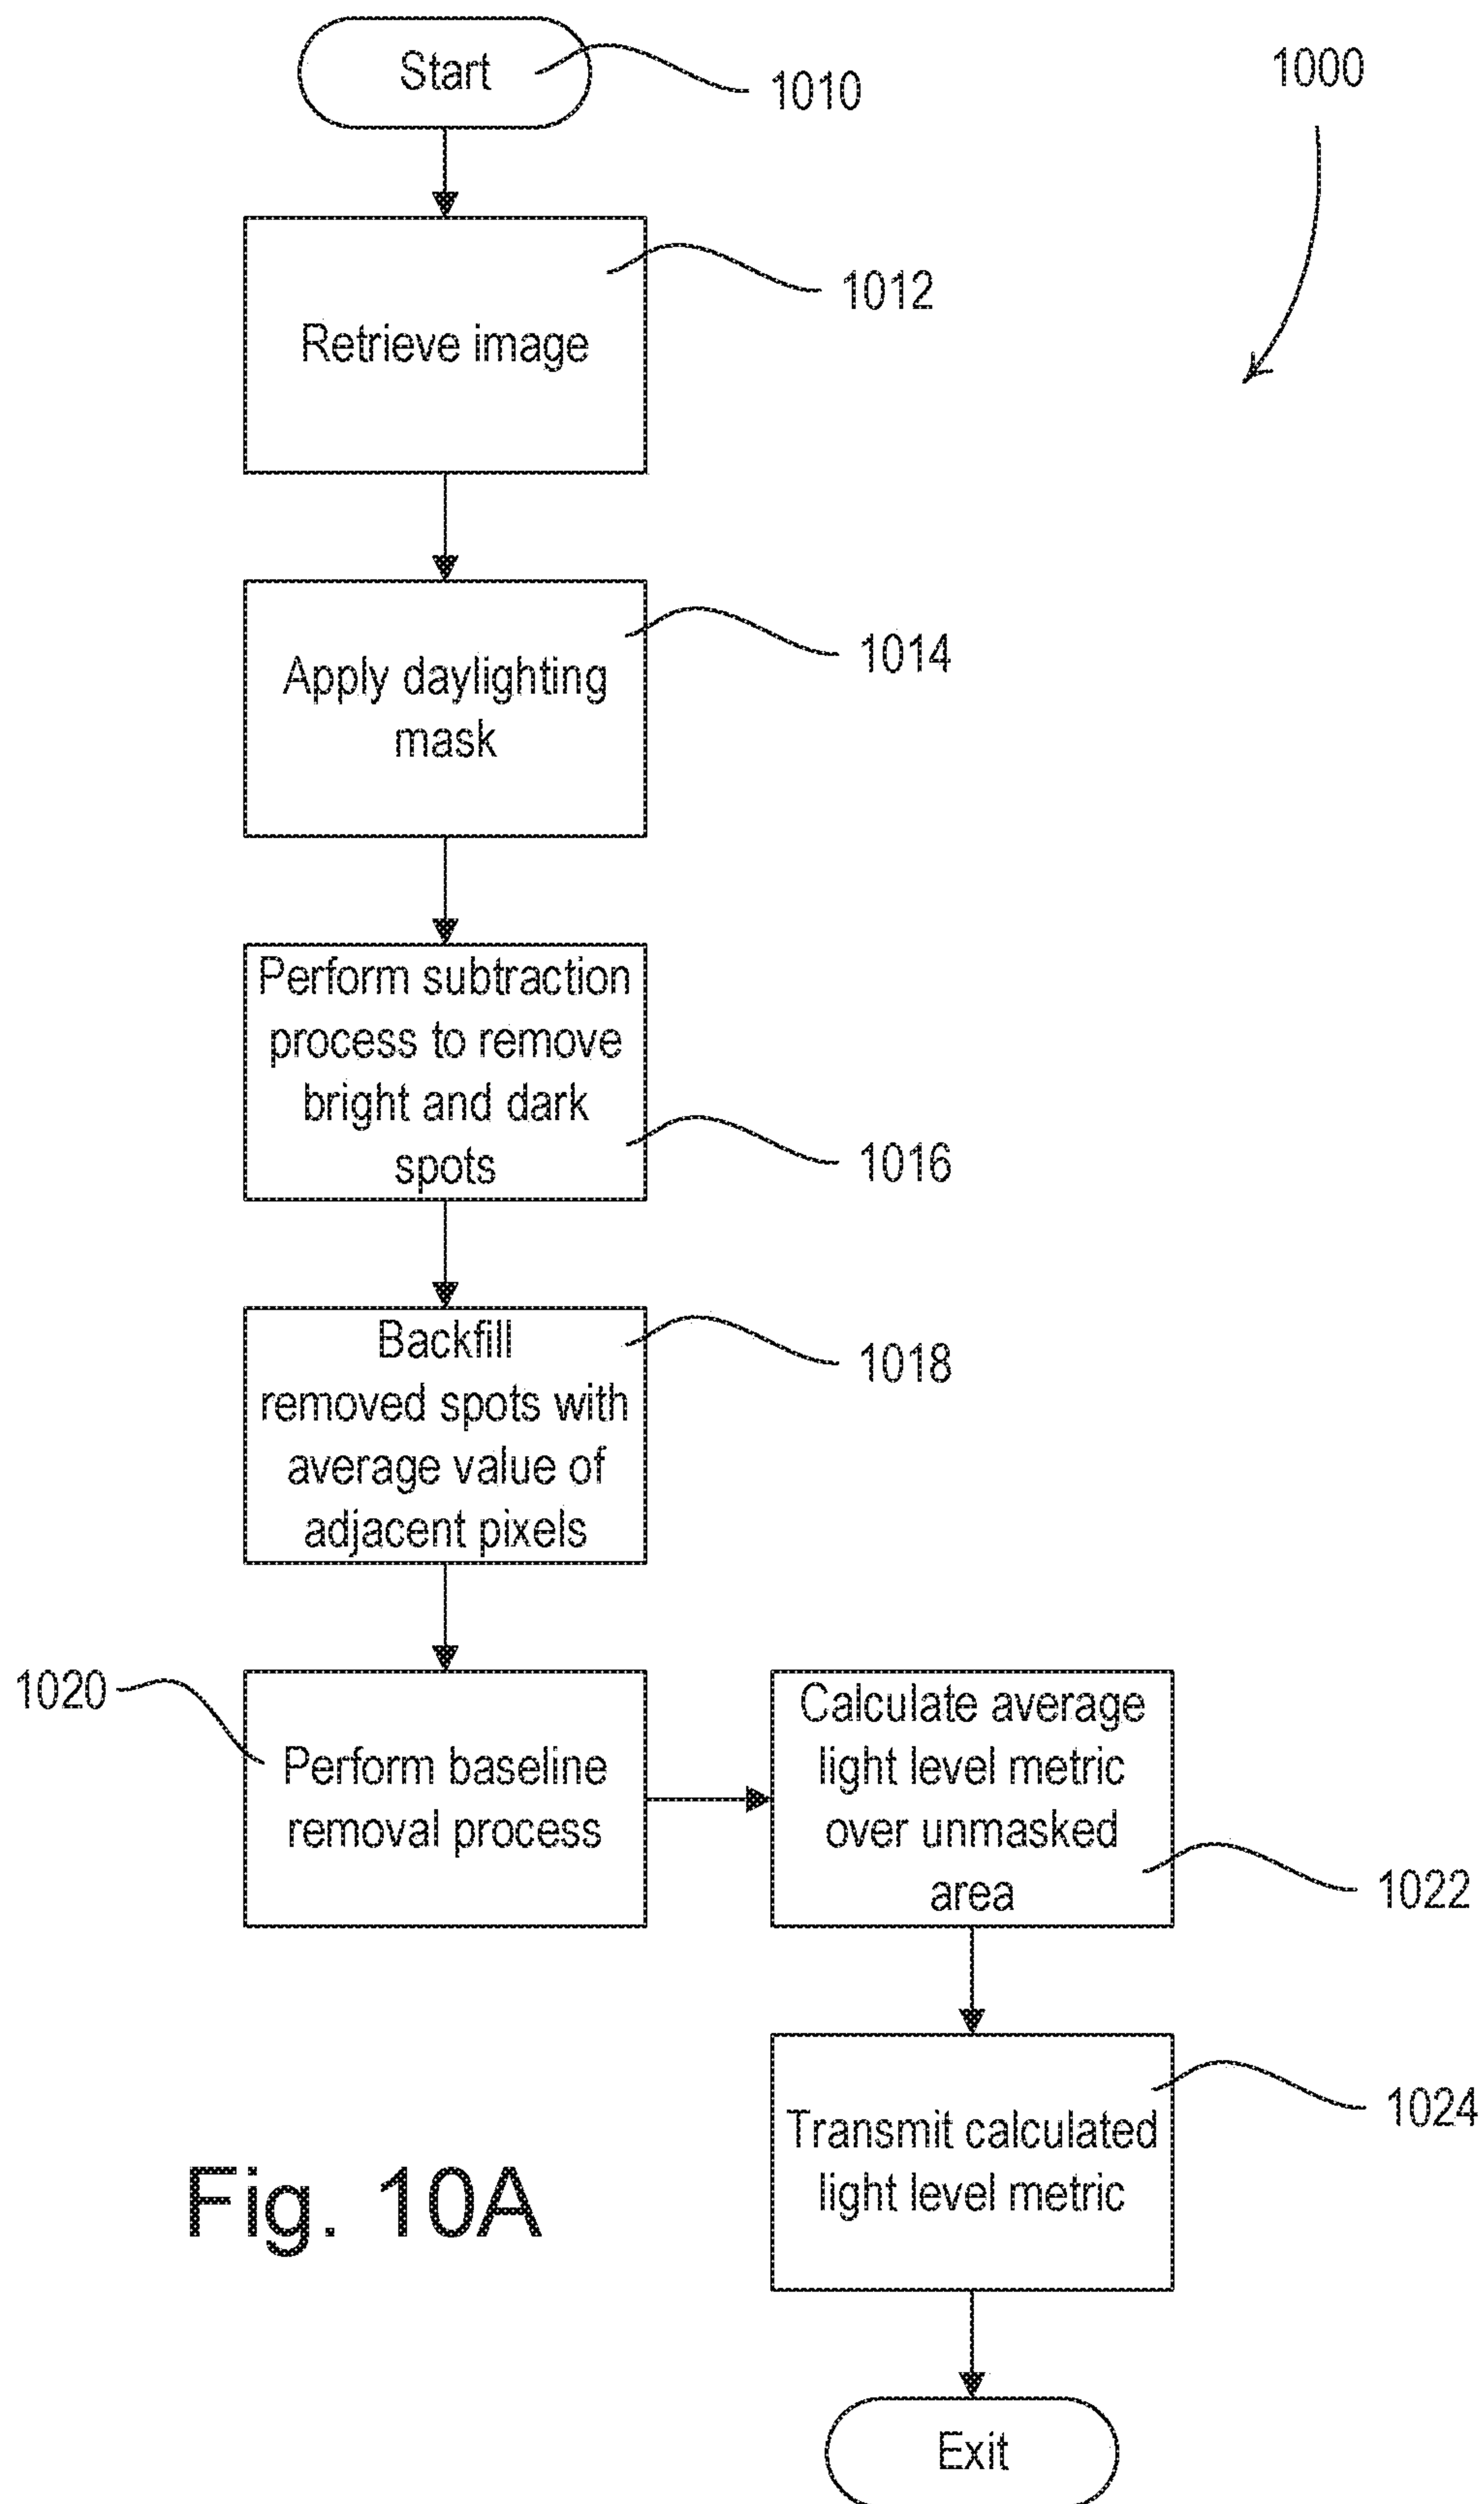 Start
1010
1000
Retrieve image
1012
Apply daylighting
mask
1014
Perform subtraction
process to remove
bright and dark
spots
1016
Backfill
removed spots with
average value of
adjacent pixels
1018
1020
Perform baseline
removal process
Calculate average
light level metric
over unmasked
area
1022
Transmit calculated
light level metric
1024
Exit
Fig. 10A